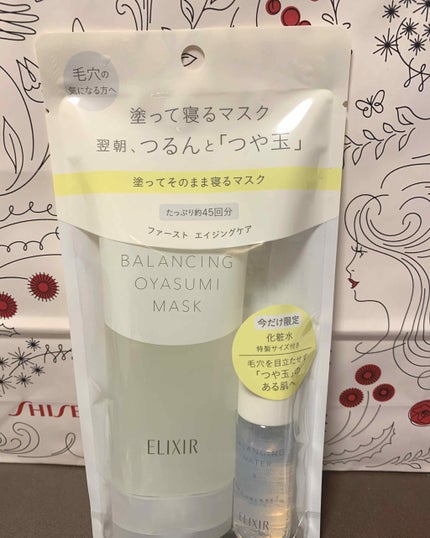 毛穴の
気になる方へ
塗って寝るマスク
翌朝、つるんと「つや玉」
塗ってそのまま寝るマスク
たっぷり約45回分
ファースト エイジングケア
BALANCING
OYASUMI
MASK
ELIXIR
今だけ限定
化粧水
特製サイズ付き
毛穴を目立たせず
「つや玉」の
ある肌へ
BALANCING
WATER
ELIXIR
SHISE